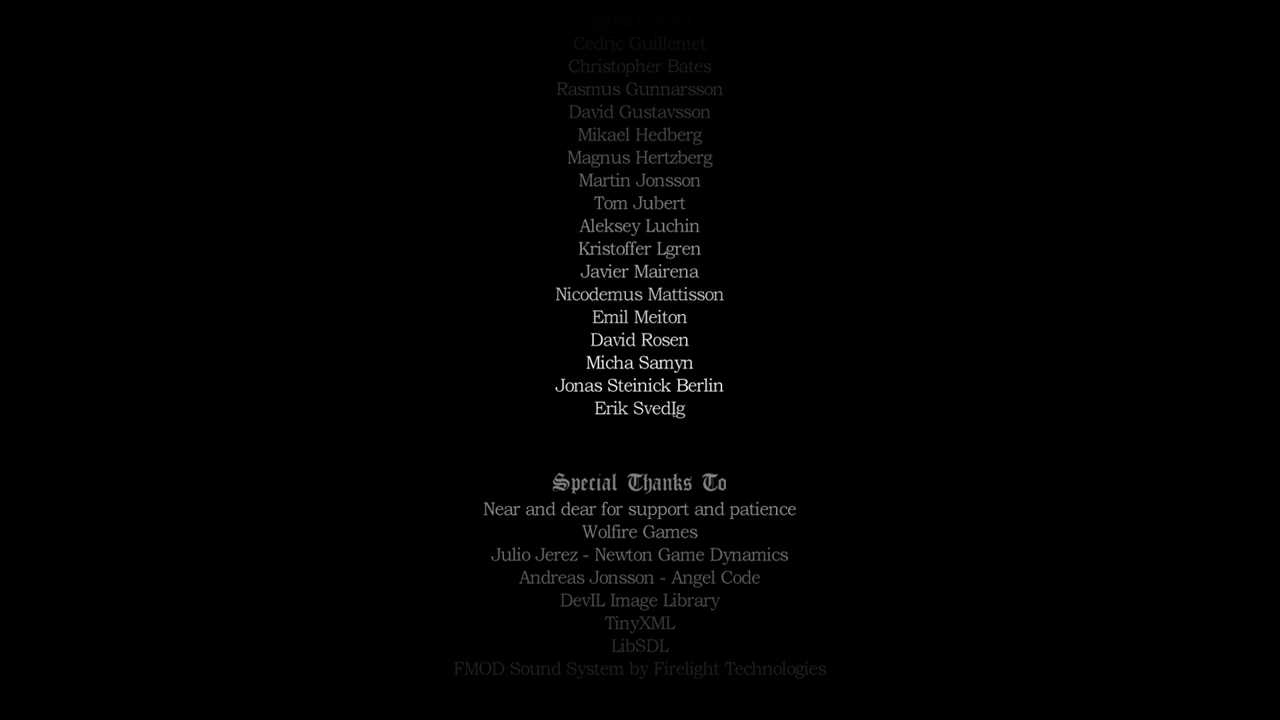 Cedric Guillemet
Christopher Bates
Rasmus Gunnarsson
David Gustavsson
Mikael Hedberg
Magnus Hertzberg
Martin Jonsson
Tom Jubert
Aleksey Luchin
Kristoffer Lgren
Javier Mairena
Nicodemus Mattisson
Emil Meiton
David Rosen
Micha Samyn
Jonas Steinick Berlin
Erik SvedIg
Special Thanks To
Near and dear for support and patience
Wolfire Games
Julio Jerez - Newton Game Dynamics
Andreas Jonsson - Angel Code
DevIL Image Library
TinyXML
LibSDL
FMOD Sound System by Firelight Technologies